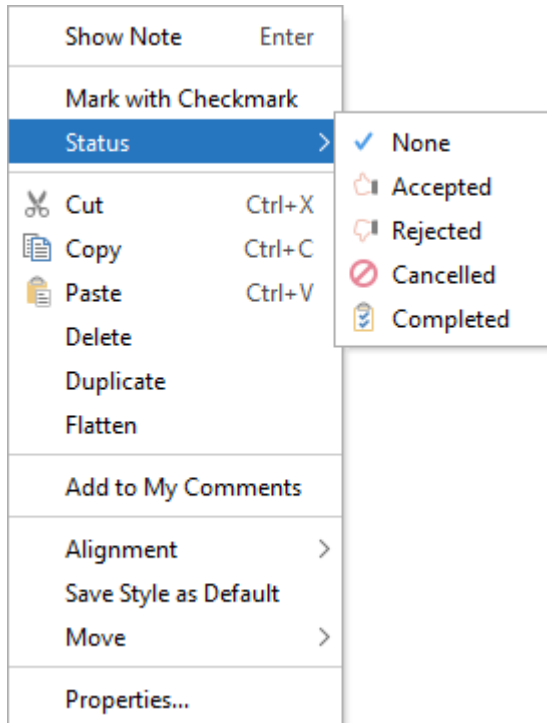 Show Note Enter
Mark with Checkmark
Status
None
Accepted
Rejected
Cancelled
Completed
Cut Ctrl+X
Copy Ctrl+C
Paste Ctrl+V
Delete
Duplicate
Flatten
Add to My Comments
Alignment
Save Style as Default
Move
Properties...